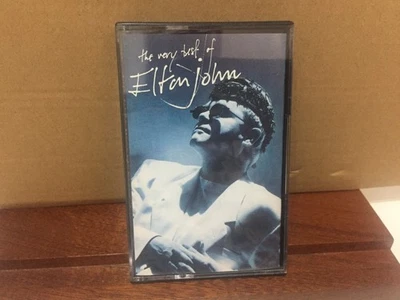 the very best of
Elton john